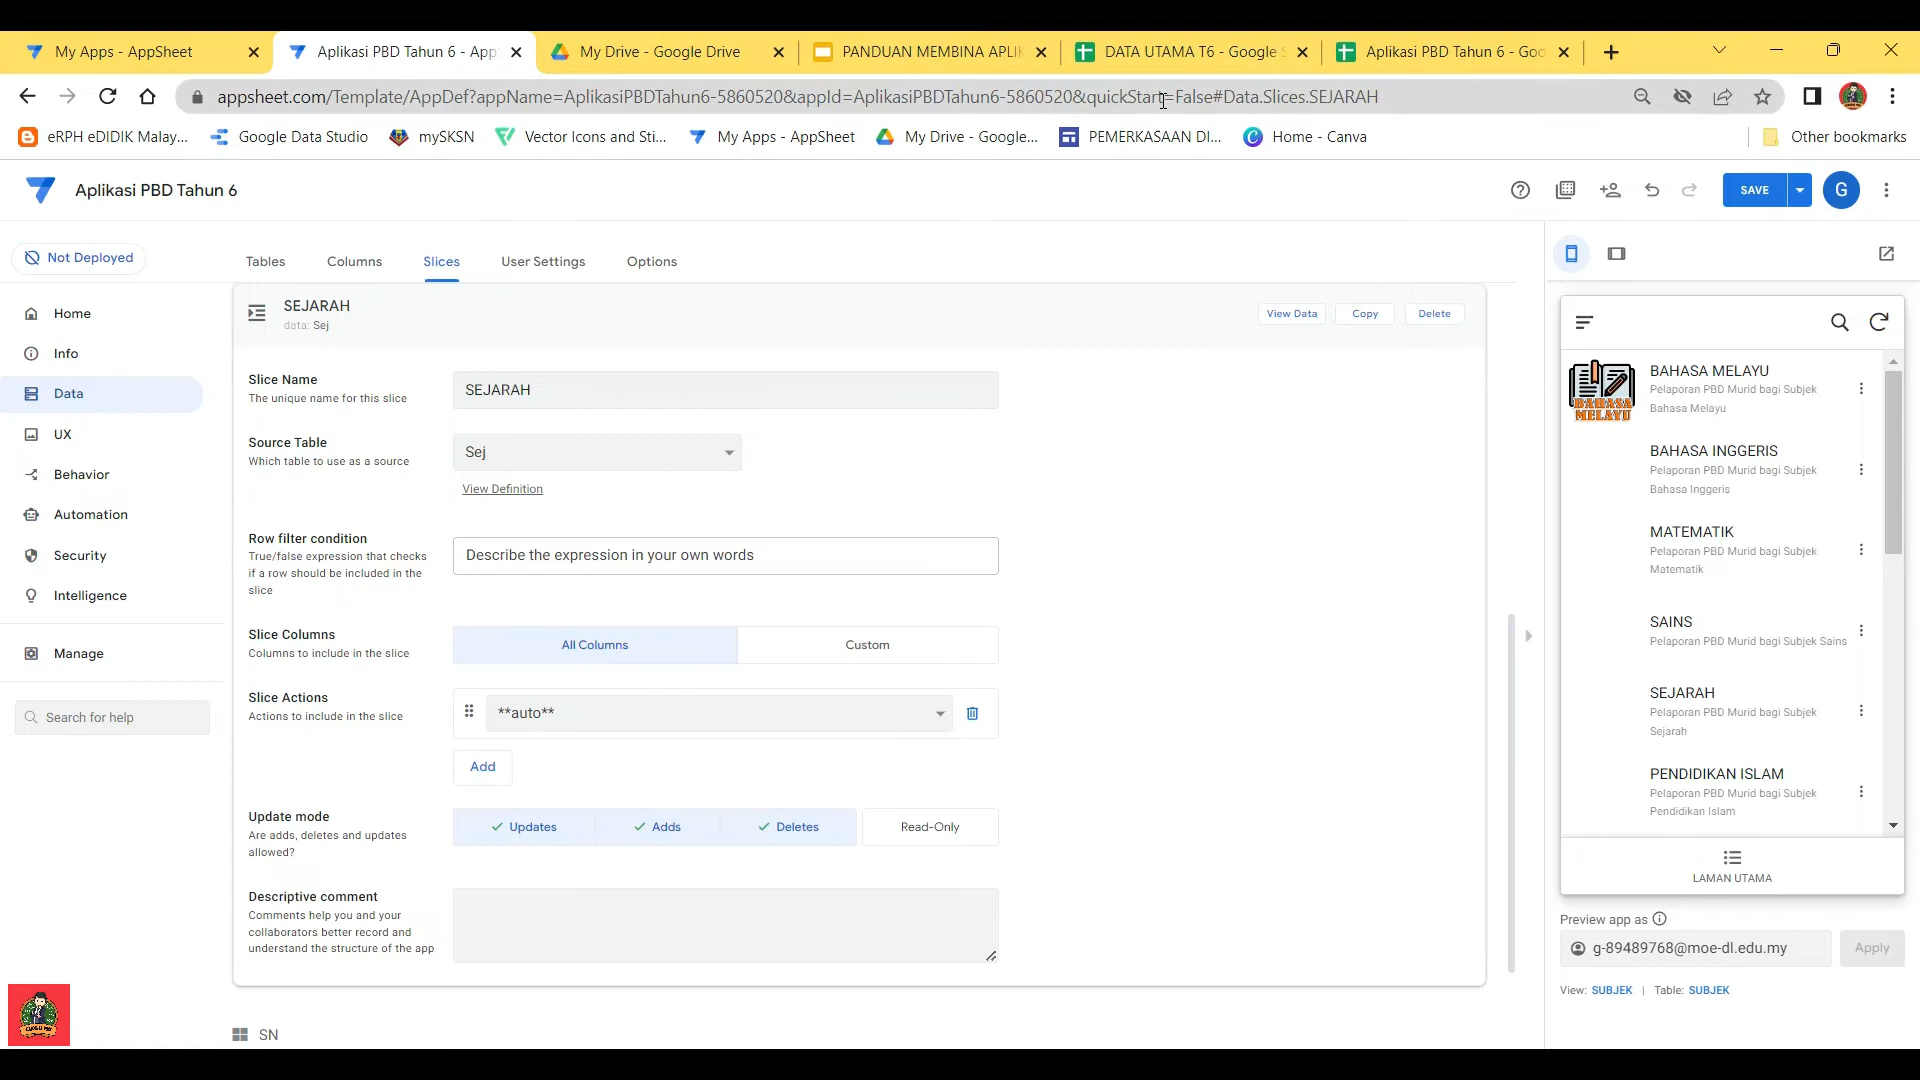 My Apps - AppSheet
Aplikasi PBD Tahun 6 - App
My Drive - Google Drive
PANDUAN MEMBINA APLIK
DATA UTAMA T6 - Google S
Aplikasi PBD Tahun 6 - Goo
appsheet.com/Template/AppDef?appName=AplikasiPBDTahun6-5860520&appId=AplikasiPBDTahun6-5860520&quickStart=False#Data.Slices.SEJARAH
eRPH eDIDIK Malay...
Google Data Studio
mySKSN
Vector Icons and Sti...
My Apps - AppSheet
My Drive - Google...
PEMERKASAAN DI...
Home - Canva
Other bookmarks
Aplikasi PBD Tahun 6
SAVE
G
Not Deployed
Tables
Columns
Slices
User Settings
Options
Home
Info
Data
UX
Behavior
Automation
Security
Intelligence
Manage
Search for help
SEJARAH
data: Sej
View Data
Copy
Delete
Slice Name
The unique name for this slice
SEJARAH
Source Table
Which table to use as a source
Sej
View Definition
Row filter condition
True/false expression that checks
if a row should be included in the
slice
Describe the expression in your own words
Slice Columns
Columns to include in the slice
All Columns
Custom
Slice Actions
Actions to include in the slice
**auto**
Add
Update mode
Are adds, deletes and updates
allowed?
Updates
Adds
Deletes
Read-Only
Descriptive comment
Comments help you and your
collaborators better record and
understand the structure of the app
SN
BAHASA
MELAYU
BAHASA MELAYU
Pelaporan PBD Murid bagi Subjek
Bahasa Melayu
BAHASA INGGERIS
Pelaporan PBD Murid bagi Subjek
Bahasa Inggeris
MATEMATIK
Pelaporan PBD Murid bagi Subjek
Matematik
SAINS
Pelaporan PBD Murid bagi Subjek Sains
SEJARAH
Pelaporan PBD Murid bagi Subjek
Sejarah
PENDIDIKAN ISLAM
Pelaporan PBD Murid bagi Subjek
Pendidikan Islam
LAMAN UTAMA
Preview app as
g-89489768@moe-dl.edu.my
Apply
View: SUBJEK | Table: SUBJEK